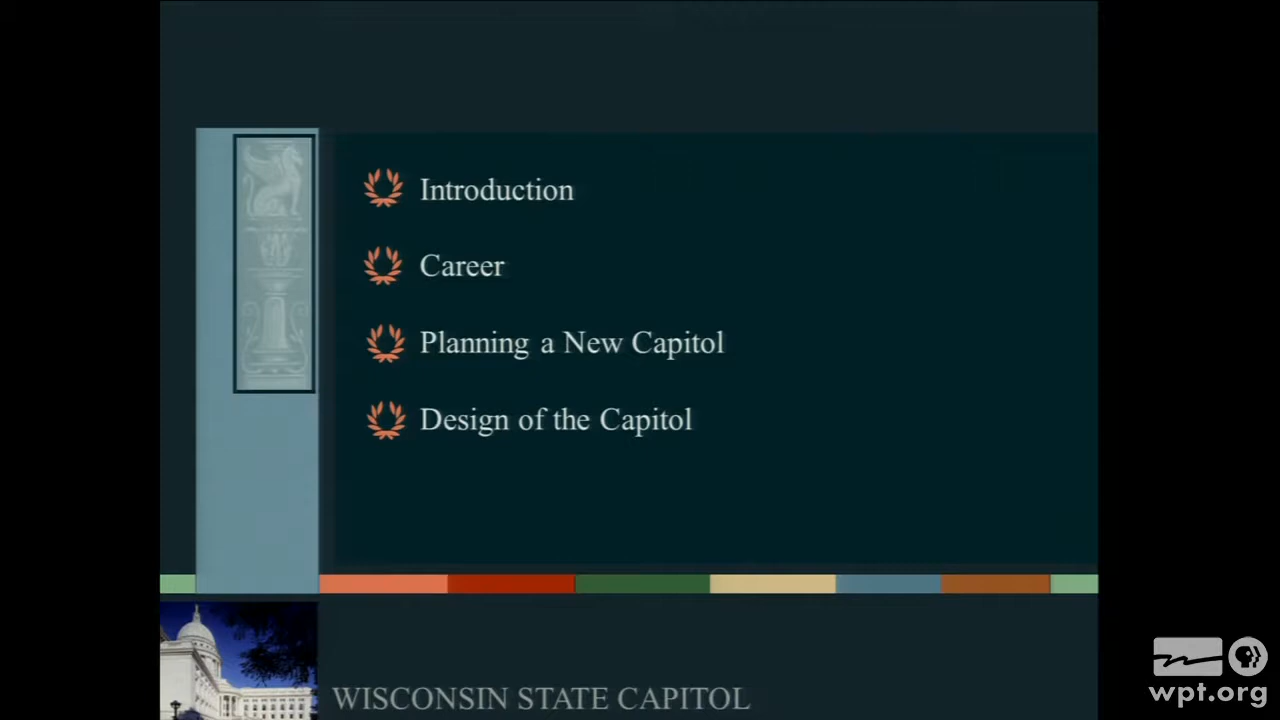 Introduction
Career
Planning a New Capitol
Design of the Capitol
WISCONSIN STATE CAPITOL
wpt.org